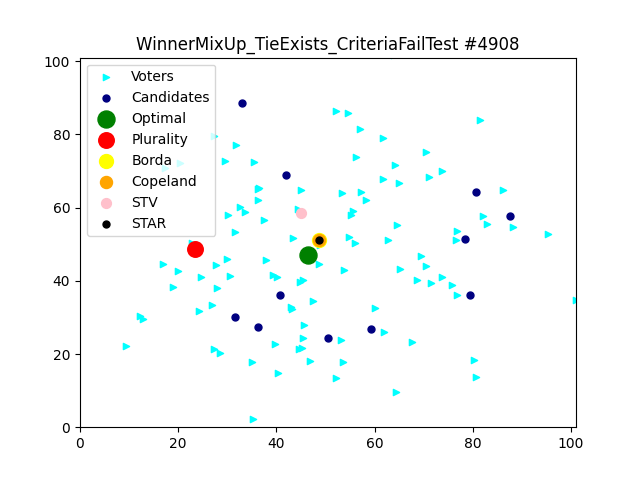 WinnerMixUp_TieExists_CriteriaFailTest #4908
100
80
60
40
20
0
Voters
Candidates
Optimal
Plurality
Borda
Copeland
STV
STAR
0 20 40 60 80 100